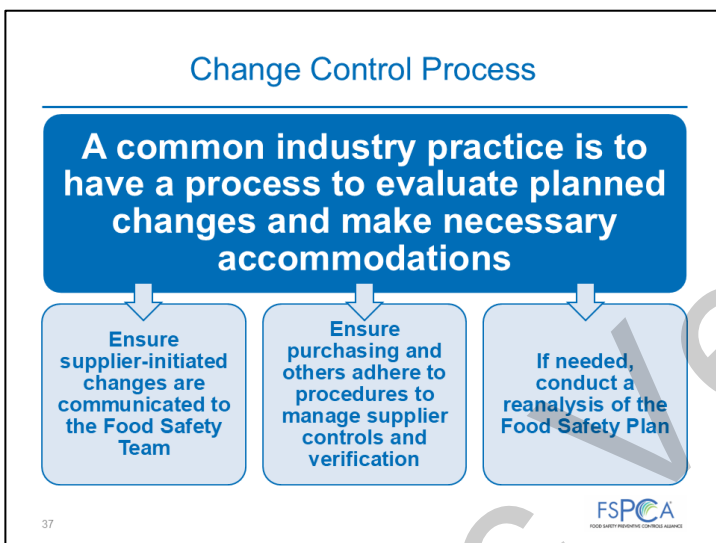 Change Control Process
A common industry practice is to
have a process to evaluate planned
changes and make necessary
accommodations
Ensure
supplier-initiated
changes are
communicated to
the Food Safety
Team
Ensure
purchasing and
others adhere to
procedures to
manage supplier
controls and
verification
If needed,
conduct a
reanalysis of the
Food Safety Plan
37
FSPCA
FOOD SAFETY PREVENTIVE CONTROLS ALLIANCE